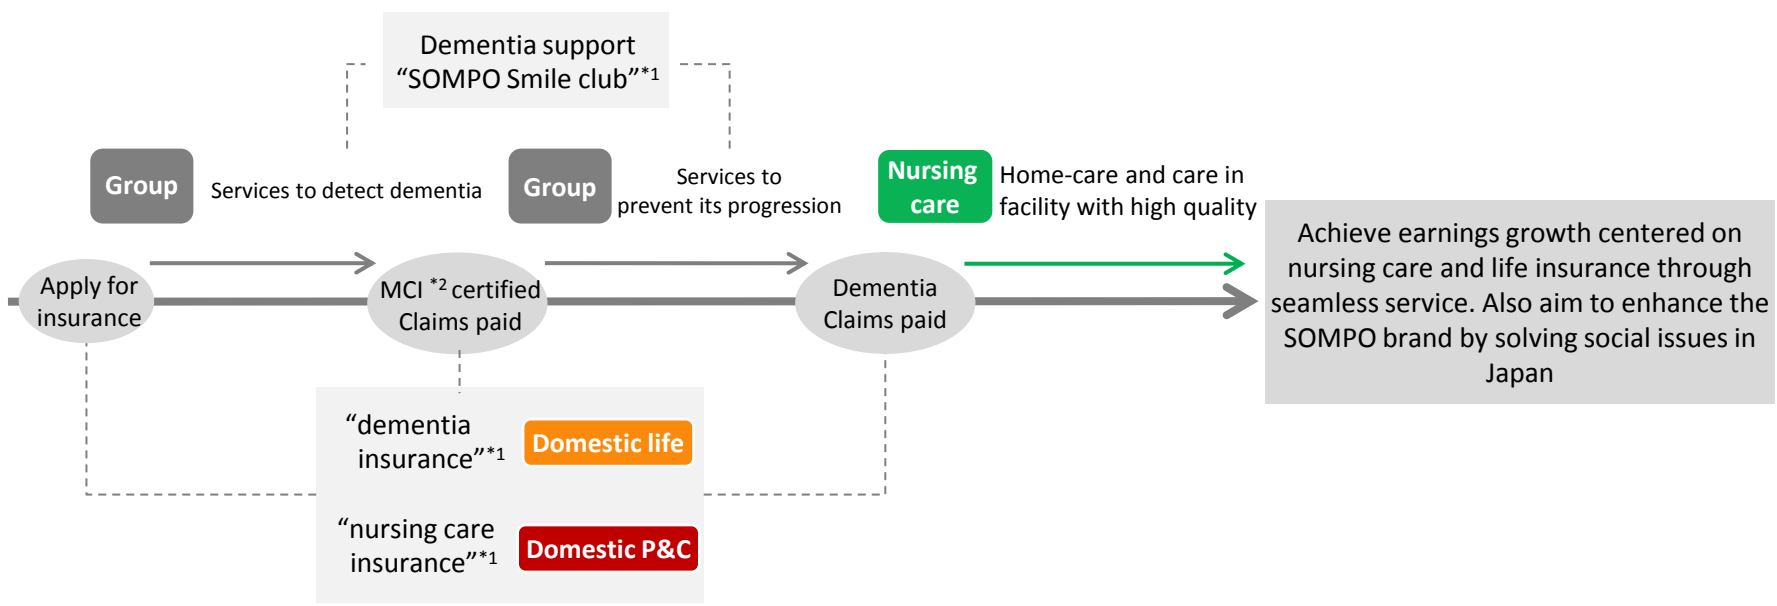 Dementia support
“SOMPO Smile club”*1
Group
Services to detect dementia
Group
Services to
prevent its progression
Nursing
care
Home-care and care in
facility with high quality
Apply for
insurance
MCI *2 certified
Claims paid
Dementia
Claims paid
Achieve earnings growth centered on
nursing care and life insurance through
seamless service. Also aim to enhance the
SOMPO brand by solving social issues in
Japan
“dementia
insurance”*1
Domestic life
“nursing care
insurance”*1
Domestic P&C